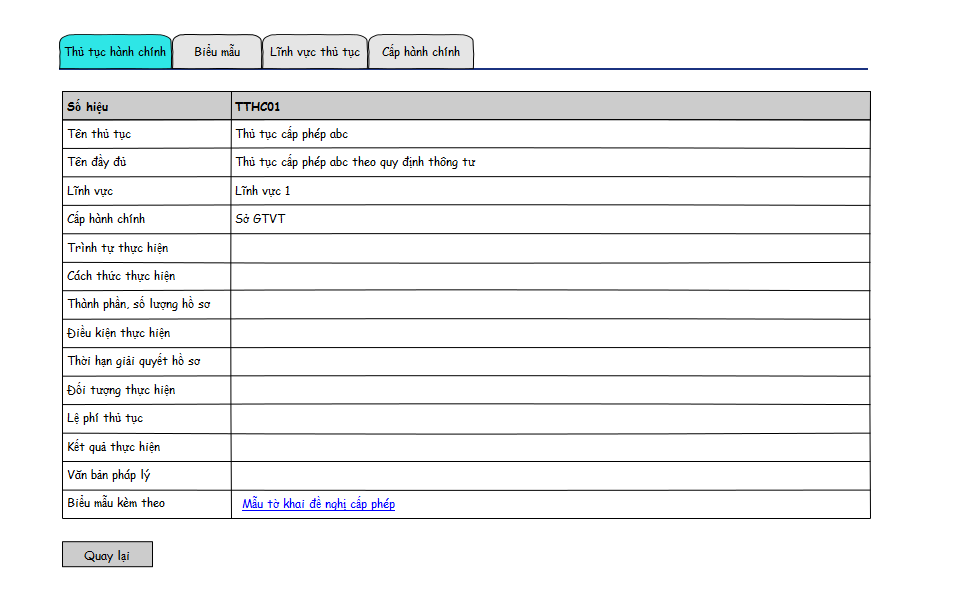 Thủ tục hành chính Biểu mẫu Lĩnh vực thủ tục Cấp hành chính
Số hiệu TTHC01
Tên thủ tục Thủ tục cấp phép abc
Tên đầy đủ Thủ tục cấp phép abc theo quy định thông tư
Lĩnh vực Lĩnh vực 1
Cấp hành chính Sở GTVT
Trình tự thực hiện
Cách thức thực hiện
Thành phần, số lượng hồ sơ
Điều kiện thực hiện
Thời hạn giải quyết hồ sơ
Đối tượng thực hiện
Lệ phí thủ tục
Kết quả thực hiện
Văn bản pháp lý
Biểu mẫu kèm theo Mẫu tờ khai đề nghị cấp phép
Quay lại